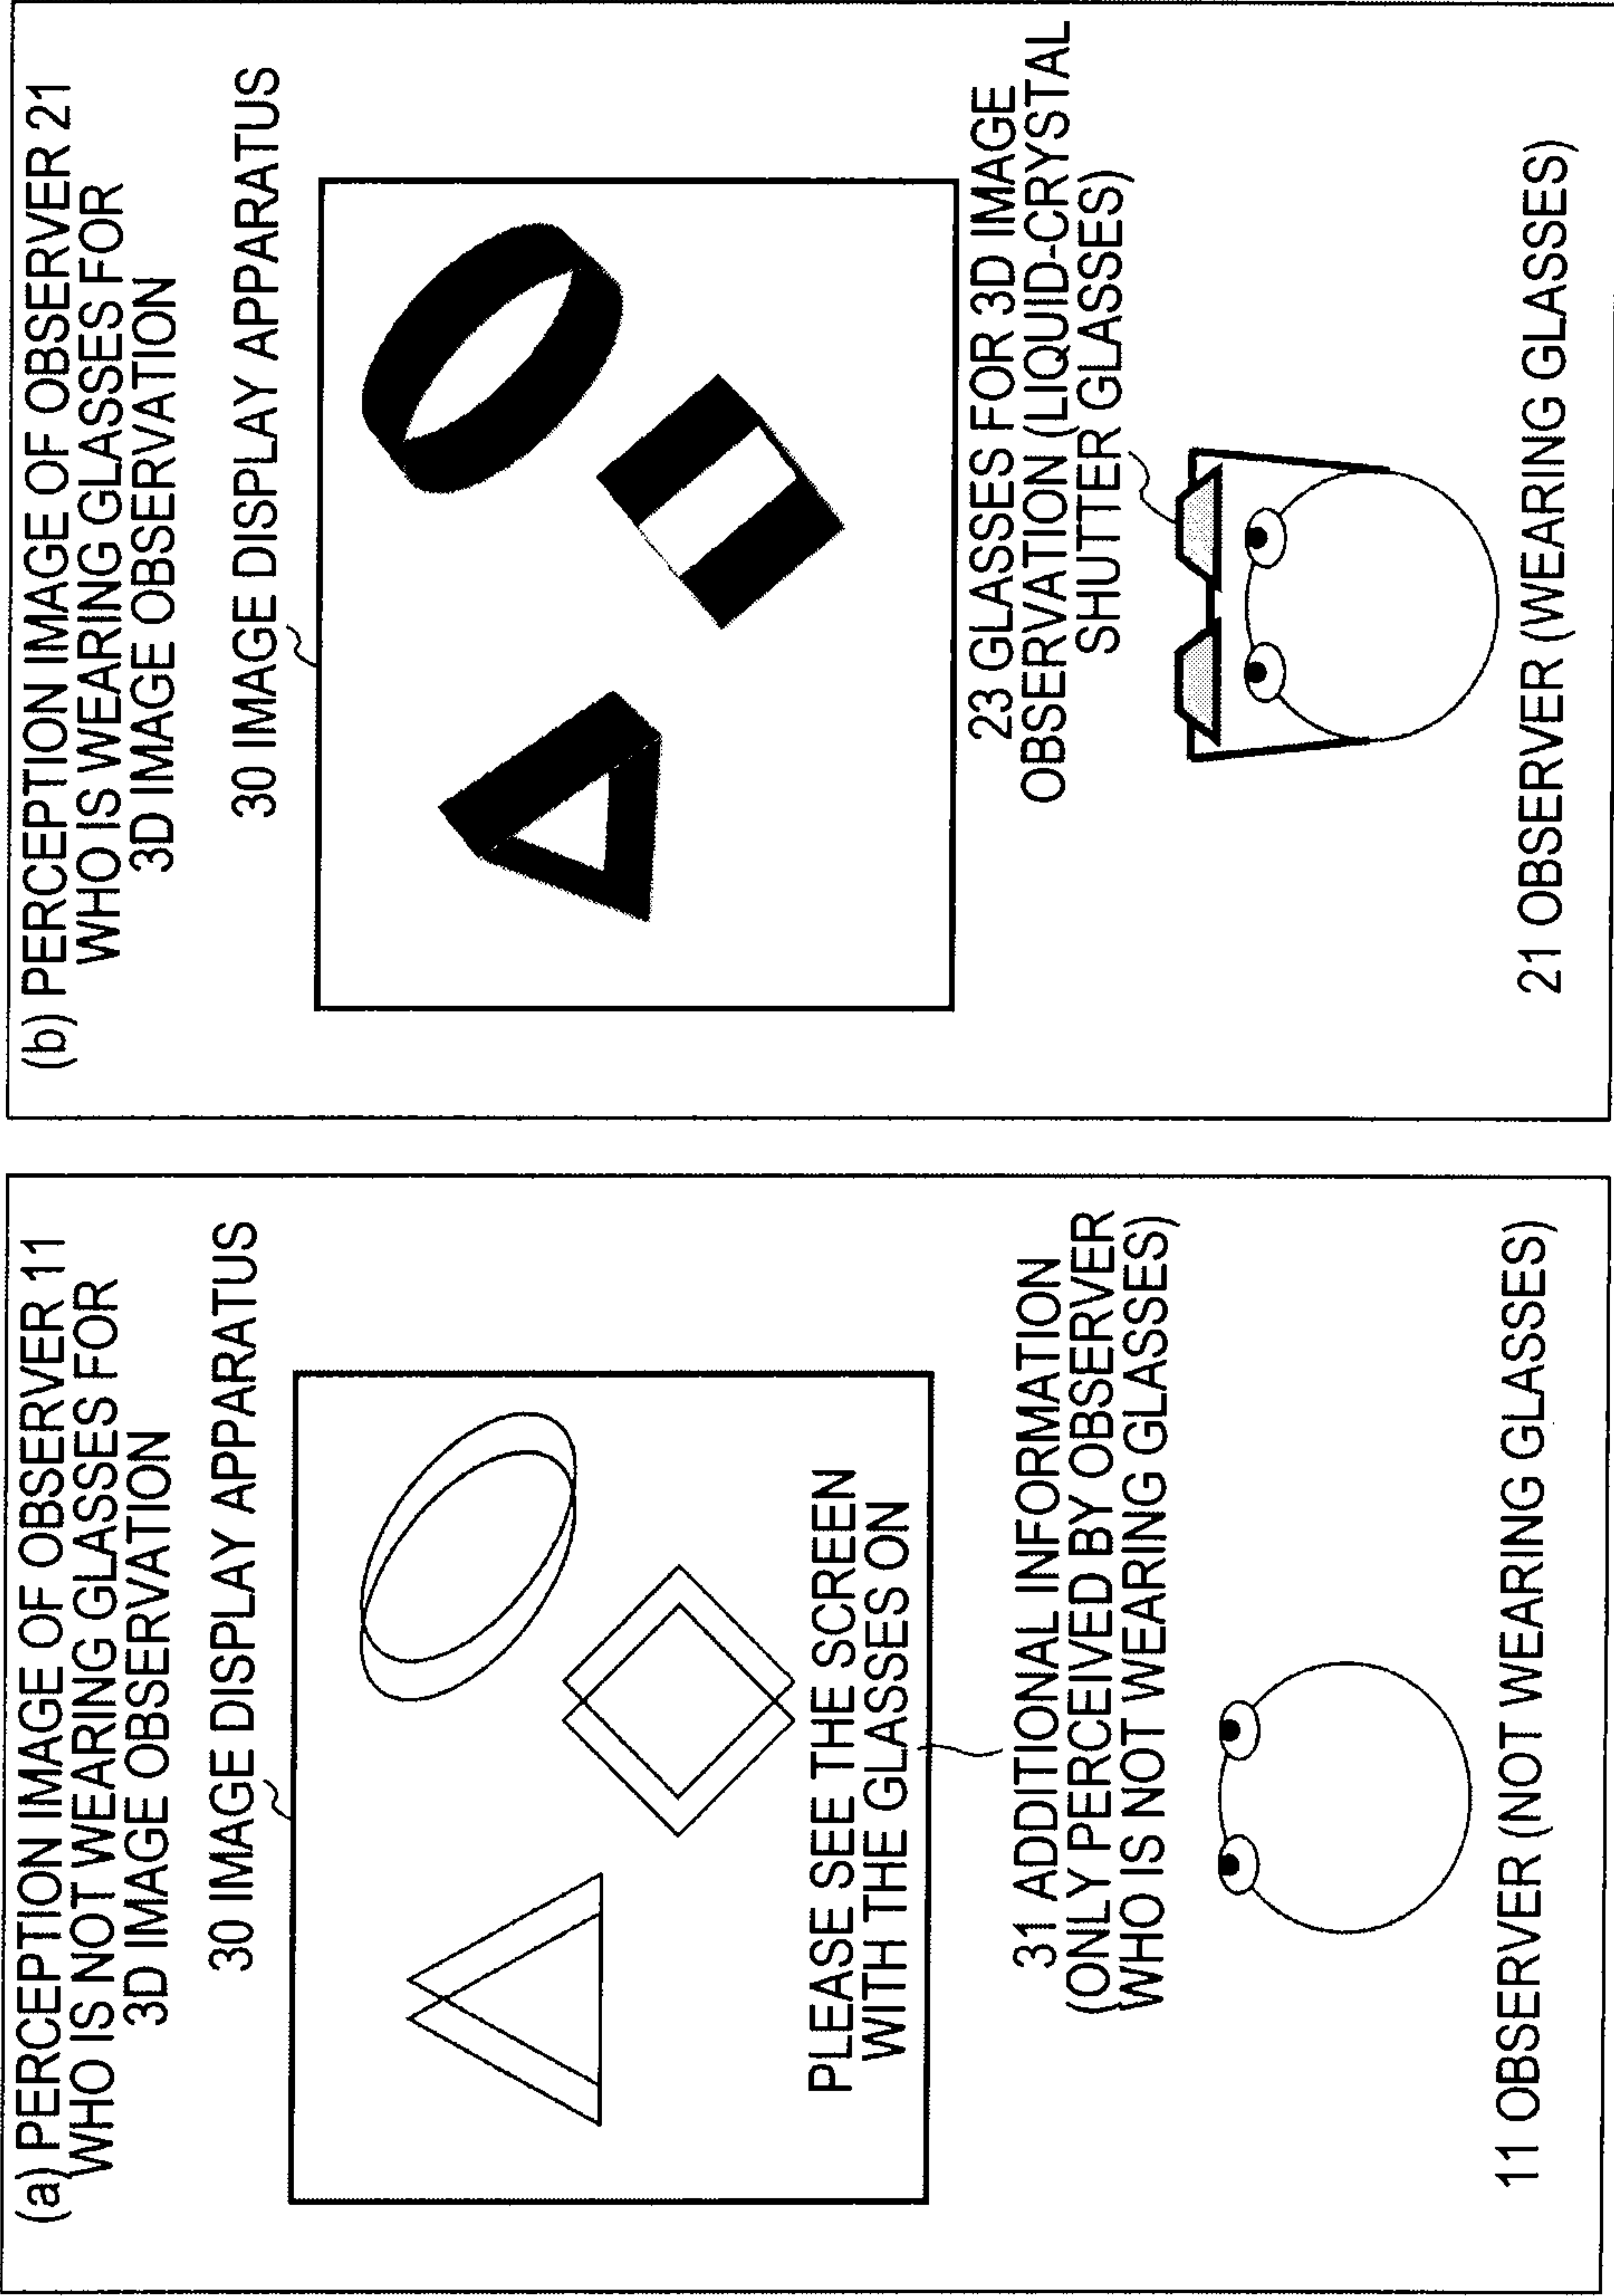 (a) PERCEPTION IMAGE OF OBSERVER 11
WHO IS NOT WEARING GLASSES FOR
3D IMAGE OBSERVATION
30 IMAGE DISPLAY APPARATUS
PLEASE SEE THE SCREEN
WITH THE GLASSES ON
31 ADDITIONAL INFORMATION
(ONLY PERCEIVED BY OBSERVER
WHO IS NOT WEARING GLASSES)
11 OBSERVER (NOT WEARING GLASSES)
(b) PERCEPTION IMAGE OF OBSERVER 21
WHO IS WEARING GLASSES FOR
3D IMAGE OBSERVATION
30 IMAGE DISPLAY APPARATUS
23 GLASSES FOR 3D IMAGE
OBSERVATION (LIQUID-CRYSTAL
SHUTTER GLASSES)
21 OBSERVER (WEARING GLASSES)